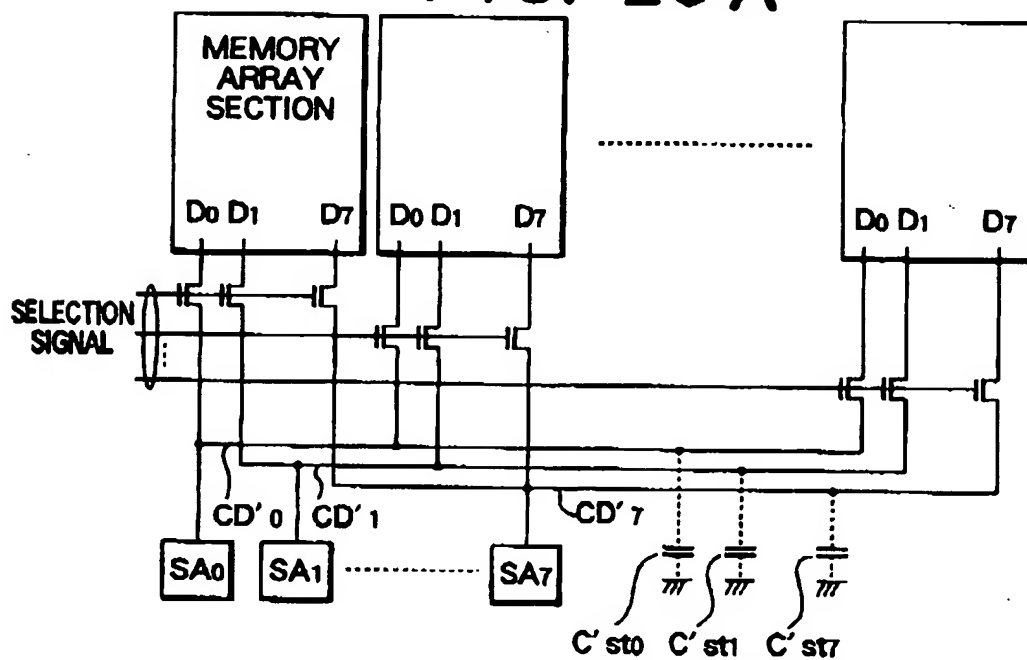 MEMORY
ARRAY
SECTION
D0 D1 D7
D0 D1 D7
D0 D1 D7
SELECTION
SIGNAL
CD'0 CD'1 CD'7
SA0 SA1 SA7
C'st0 C'st1 C'st7